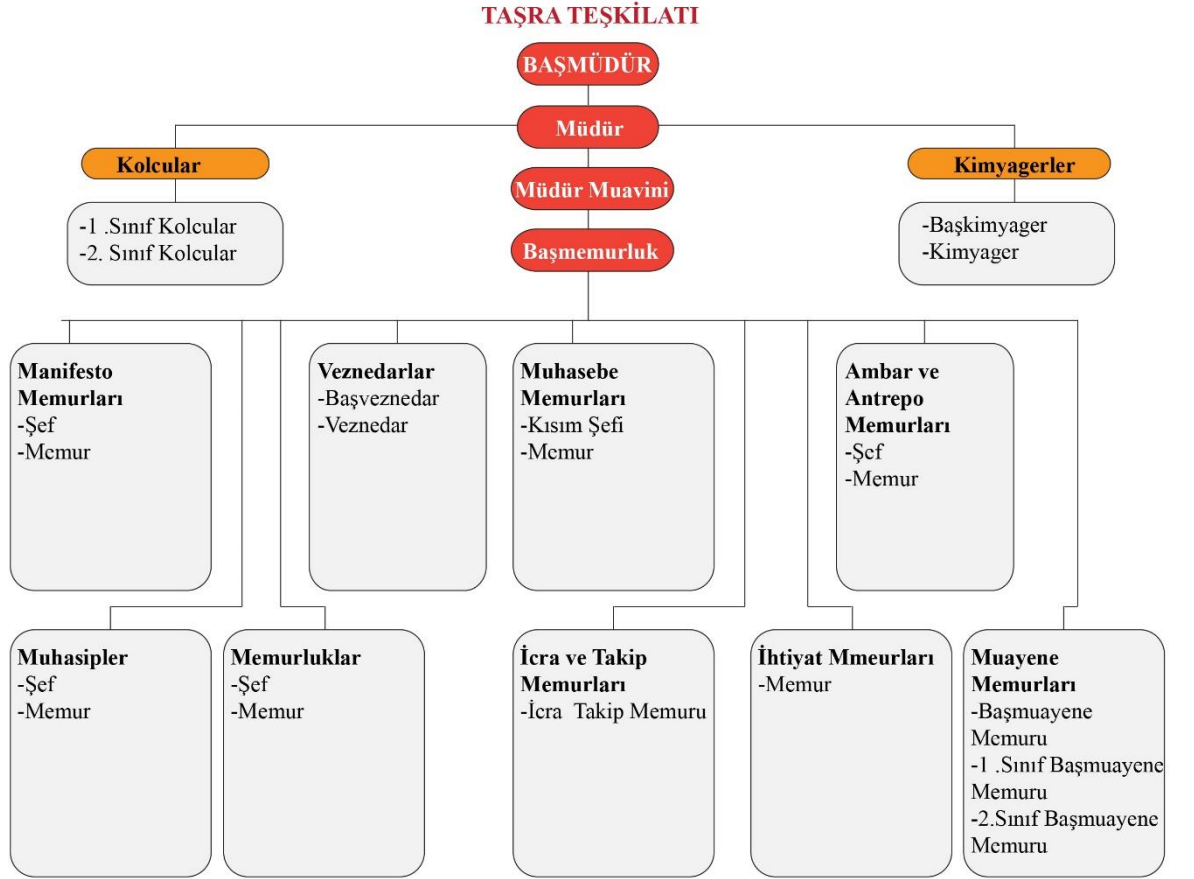 TAŞRA TEŞKİLATI
BAŞMÜDÜR
Müdür
Kolcular
Kimyagerler
Müdür Muavini
-1 .Sınıf Kolcular
-2. Sınıf Kolcular
-Başkimyager
-Kimyager
Başmemurluk
Manifesto
Memurları
-Şef
-Memur
Veznedarlar
-Başveznedar
-Veznedar
Muhasebe
Memurları
-Kısım Şefi
-Memur
Ambar ve
Antrepo
Memurları
-Şef
-Memur
Muhasipler
-Şef
-Memur
Memurluklar
-Şef
-Memur
İcra ve Takip
Memurları
-İcra Takip Memuru
İhtiyat Mmeurları
-Memur
Muayene
Memurları
-Başmuayene
Memuru
-1 .Sınıf Başmuayene
Memuru
-2.Sınıf Başmuayene
Memuru